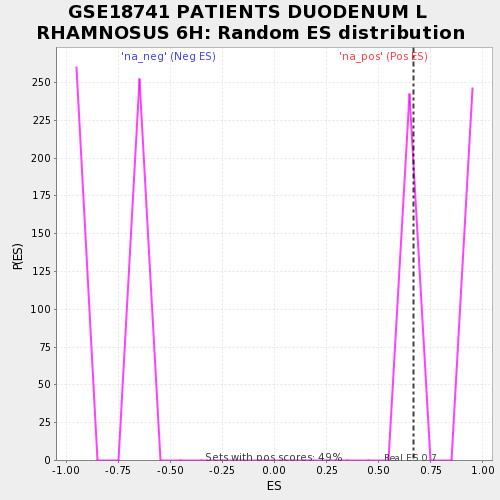 GSE18741 PATIENTS DUODENUM L
RHAMNOSUS 6H: Random ES distribution
'na_neg' (Neg ES)
'na_pos' (Pos ES)
250
225
200
175
150
125
100
75
50
25
0
P(ES)
Sets with pos scores: 49%
Real ES 0.7
-1.00 -0.75 -0.50 -0.25 0.00 0.25 0.50 0.75 1.00
ES